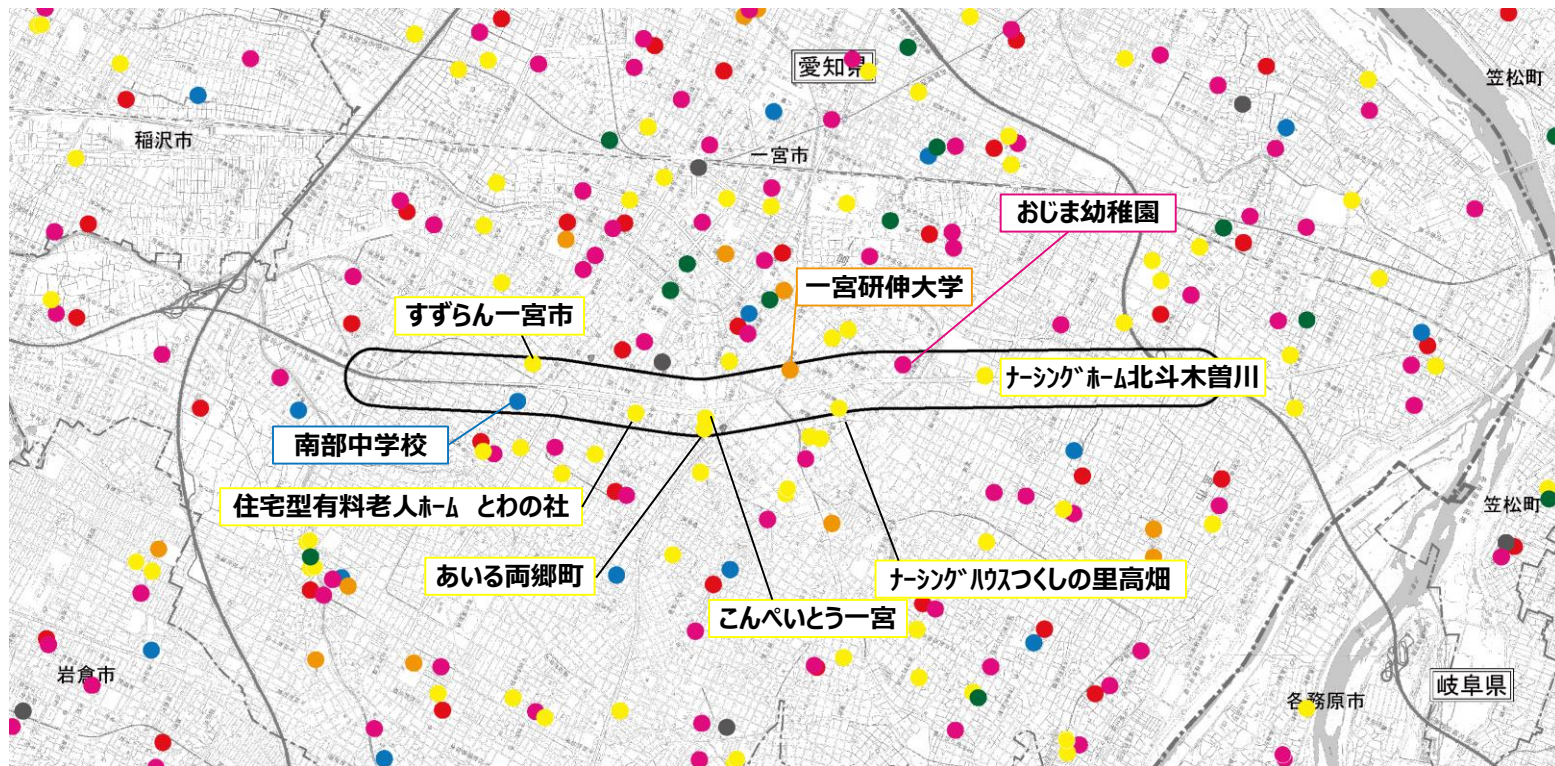 愛知県
笠松町
稲沢市
一宮市
おじま幼稚園
一宮研伸大学
すずらん一宮市
ﾅｰｼﾝｸﾞﾎｰﾑ北斗木曽川
南部中学校
住宅型有料老人ﾎｰﾑ とわの社
笠松町
あいる両郷町
ﾅｰｼﾝｸﾞﾊｳｽつくしの里高畑
こんぺいとう一宮
岩倉市
岐阜県
各務原市